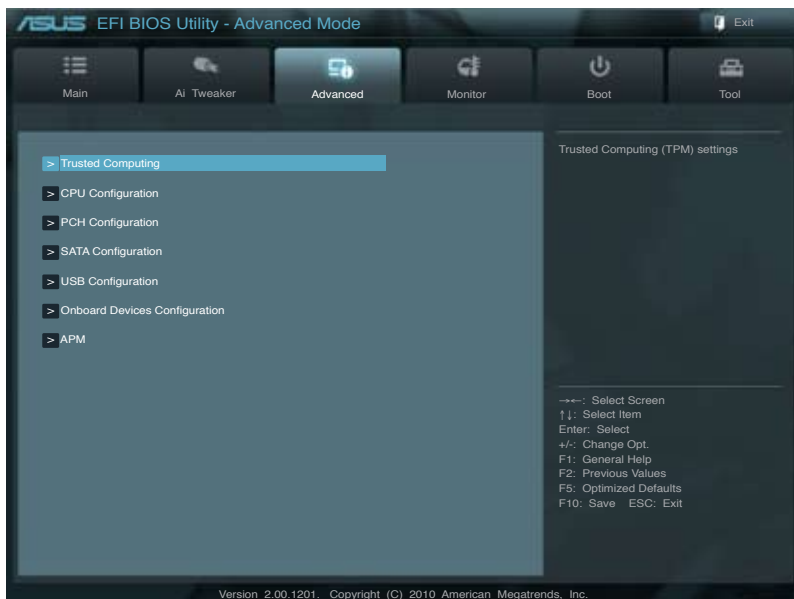 ASUS EFI BIOS Utility - Advanced Mode
Exit
Main
Ai Tweaker
Advanced
Monitor
Boot
Tool
> Trusted Computing
> CPU Configuration
> PCH Configuration
> SATA Configuration
> USB Configuration
> Onboard Devices Configuration
> APM
Trusted Computing (TPM) settings
→←: Select Screen
↑↓: Select Item
Enter: Select
+/-: Change Opt.
F1: General Help
F2: Previous Values
F5: Optimized Defaults
F10: Save ESC: Exit
Version 2.00.1201. Copyright (C) 2010 American Megatrends, Inc.